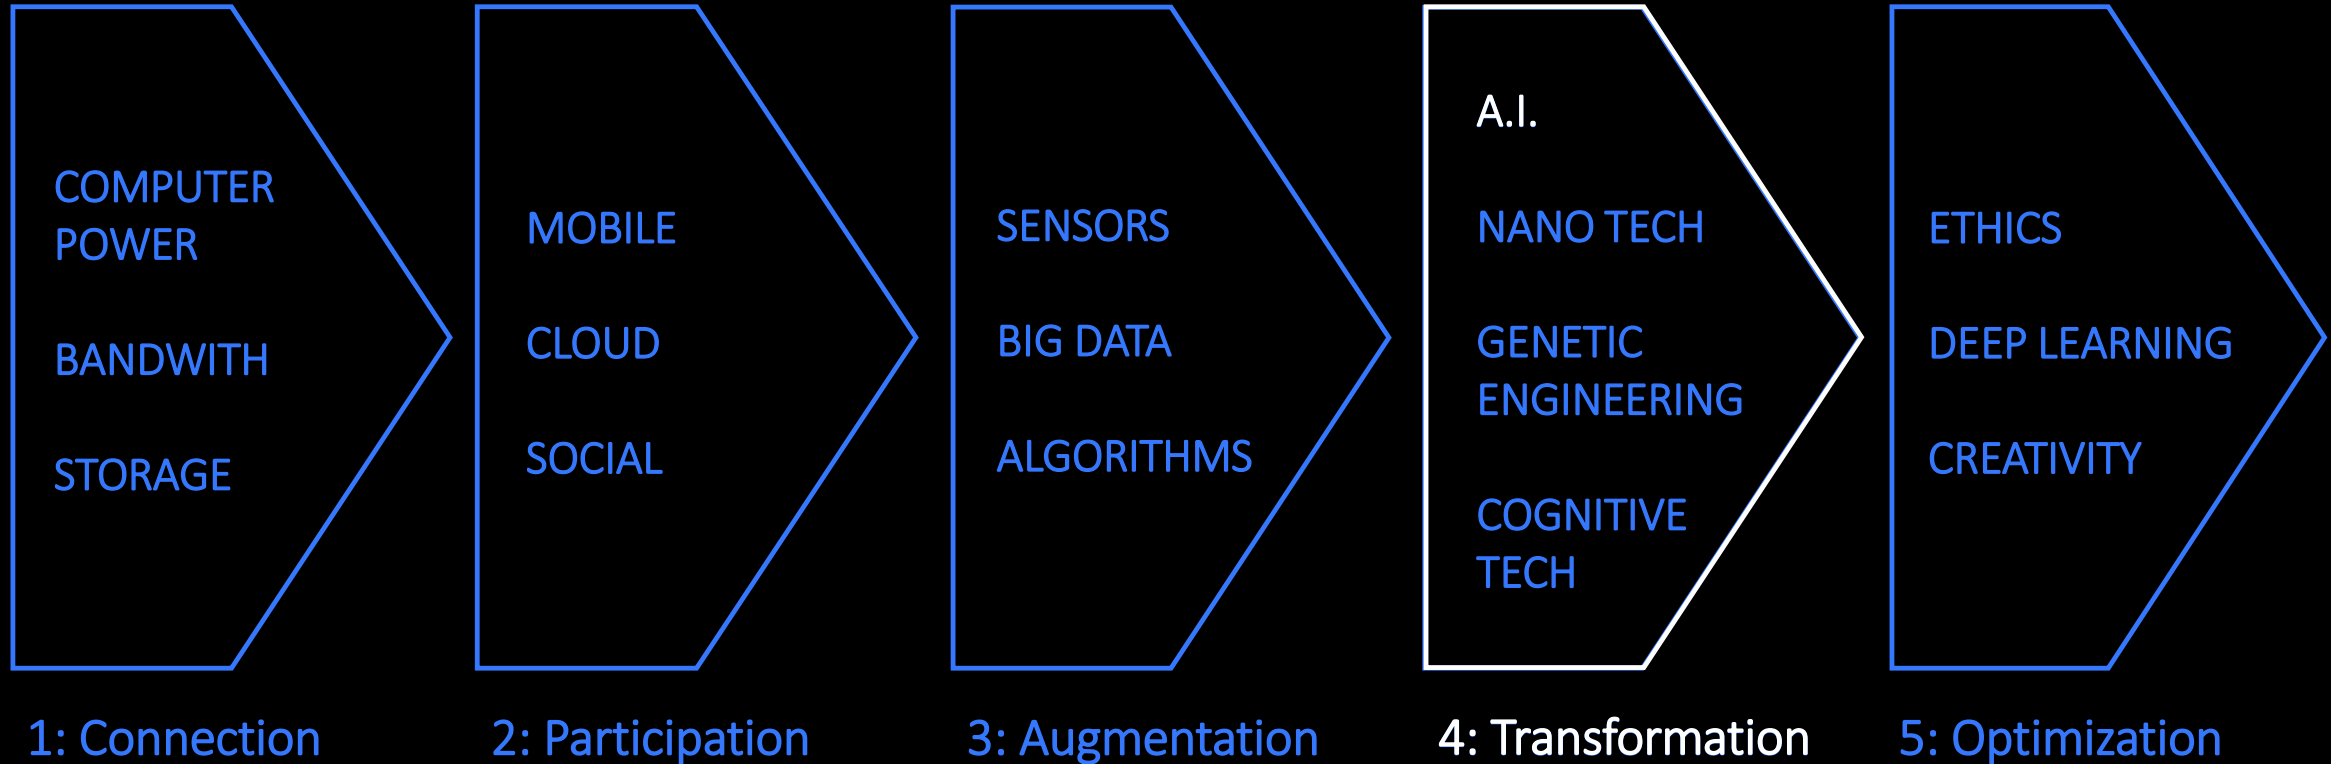 COMPUTER
POWER
BANDWITH
STORAGE
1: Connection
MOBILE
CLOUD
SOCIAL
2: Participation
SENSORS
BIG DATA
ALGORITHMS
3: Augmentation
A.I.
NANO TECH
GENETIC
ENGINEERING
COGNITIVE
TECH
4: Transformation
ETHICS
DEEP LEARNING
CREATIVITY
5: Optimization